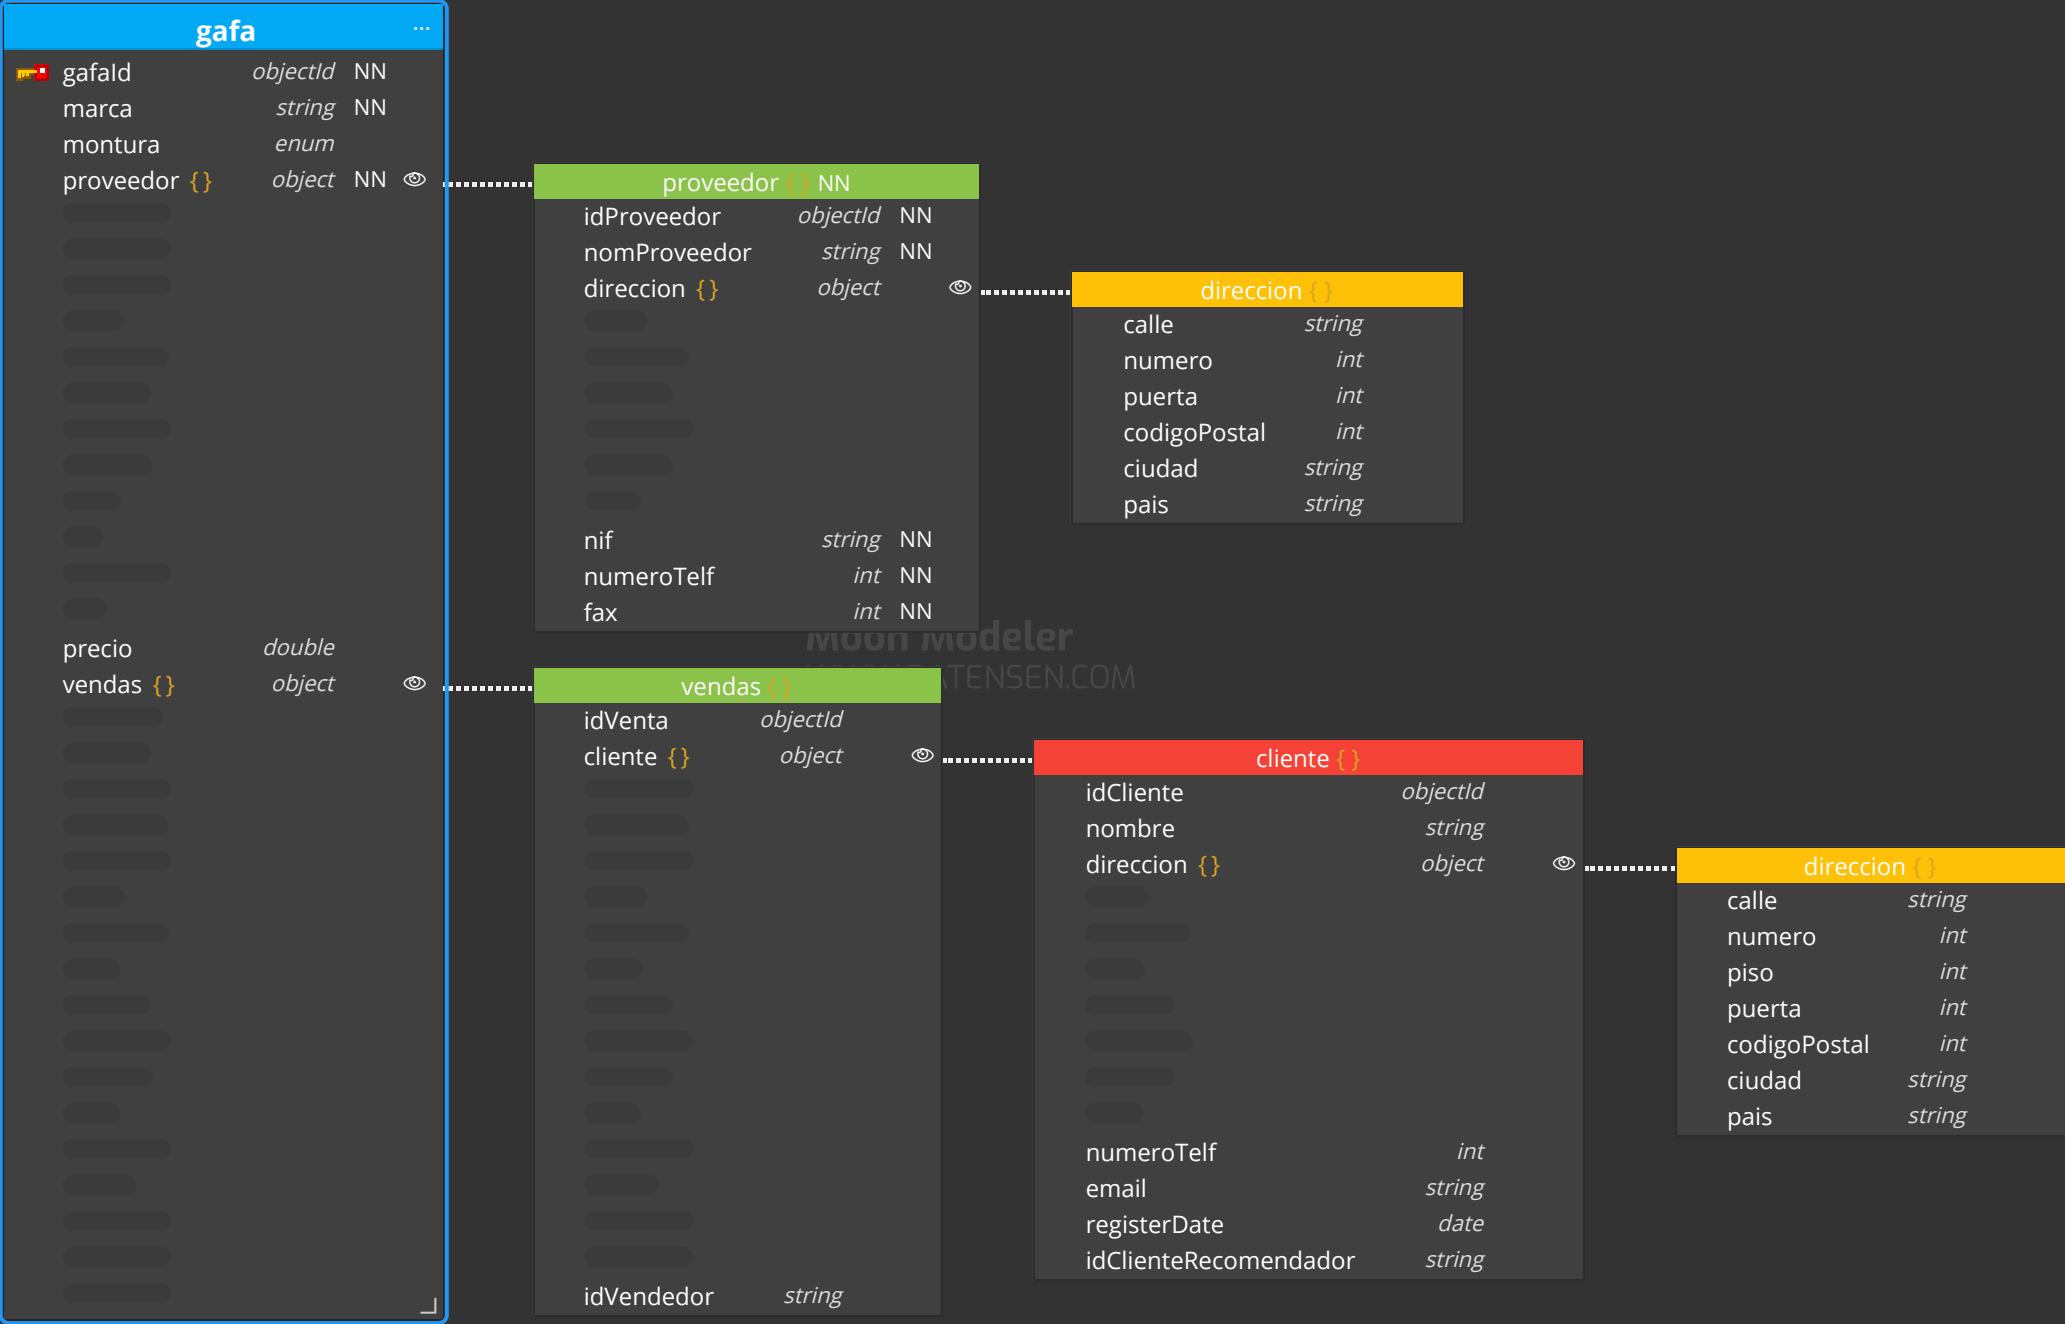 gafa ...
gafaId objectId NN
marca string NN
montura enum
proveedor {} object NN
precio double
vendas {} object
proveedor {} NN
idProveedor objectId NN
nomProveedor string NN
direccion {} object
nif string NN
numeroTelf int NN
fax int NN
direccion {}
calle string
numero int
puerta int
codigoPostal int
ciudad string
pais string
Moon Modeler
vendas {}
idVenta objectId
cliente {} object
idVendedor string
cliente {}
idCliente objectId
nombre string
direccion {} object
numeroTelf int
email string
registerDate date
idClienteRecomendador string
direccion {}
calle string
numero int
piso int
puerta int
codigoPostal int
ciudad string
pais string